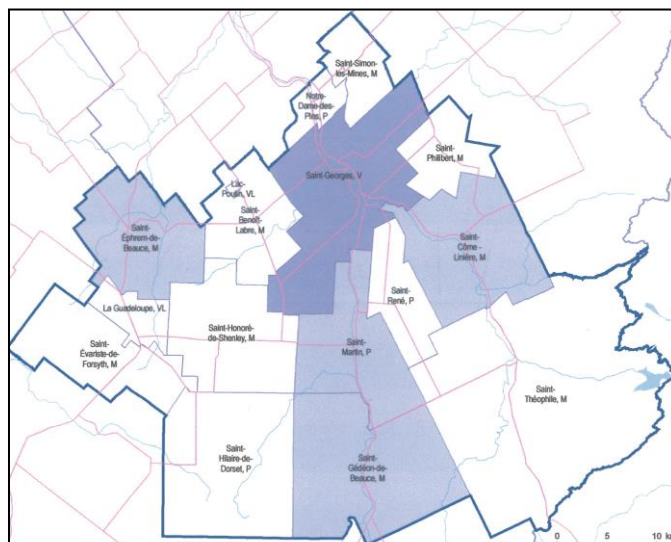 Saint-Simon-
les-Mines, M
Notre-
Dame-des-
Pins, P
Saint-
Philibert, M
Saint-Georges, V
Lac-
Poulin, VL
Saint-
Benoît-
Labre, M
Saint-
Éphrem-de-
Beauce, M
Saint-
Côme -
Linière, M
Saint-
René, P
La Guadeloupe, VL
Saint-Honoré-
de-Shenley, M
Saint-
Martin, P
Saint-
Évariste-de-
Forsyth, M
Saint-
Théophile, M
Saint-
Hilaire-de-
Dorset, P
Saint-
Gédéon-de-
Beauce, M
0 5 10 k